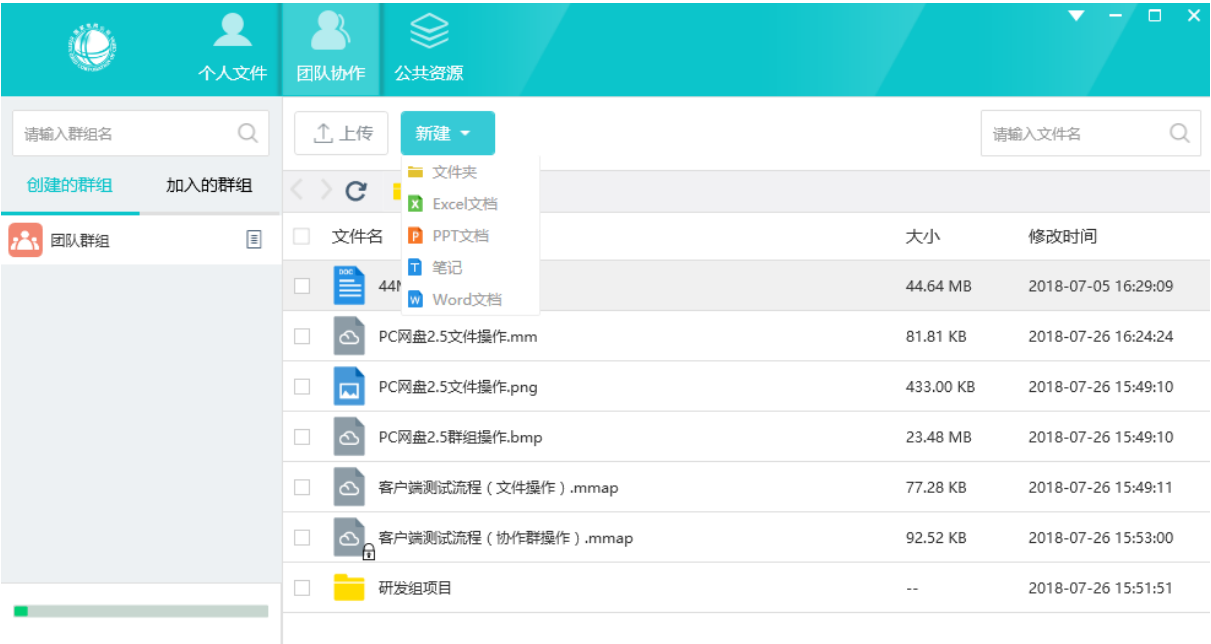 个人文件
团队协作
公共资源
请输入群组名
上传
新建
请输入文件名
创建的群组
加入的群组
文件夹
Excel文档
PPT文档
笔记
Word文档
团队群组
文件名 大小 修改时间
DOC
44.64 MB 2018-07-05 16:29:09
PC网盘2.5文件操作.mm 81.81 KB 2018-07-26 16:24:24
PC网盘2.5文件操作.png 433.00 KB 2018-07-26 15:49:10
PC网盘2.5群组操作.bmp 23.48 MB 2018-07-26 15:49:10
客户端测试流程（文件操作）.mmap 77.28 KB 2018-07-26 15:49:11
客户端测试流程（协作群操作）.mmap 92.52 KB 2018-07-26 15:53:00
研发组项目 -- 2018-07-26 15:51:51